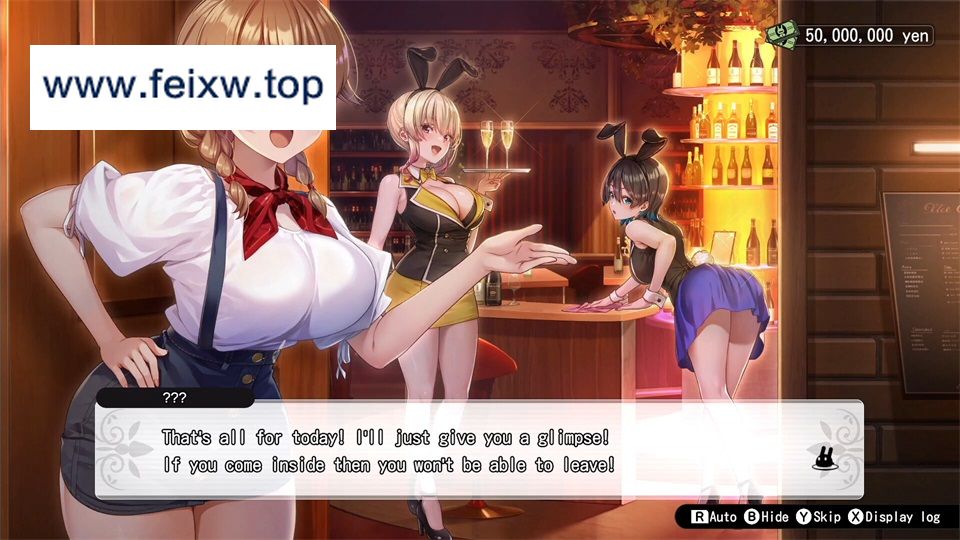 50,000,000 yen
www.feixw.top
???
That's all for today! I'll just give you a glimpse!
If you come inside then you won't be able to leave!
R Auto B Hide Y Skip X Display log